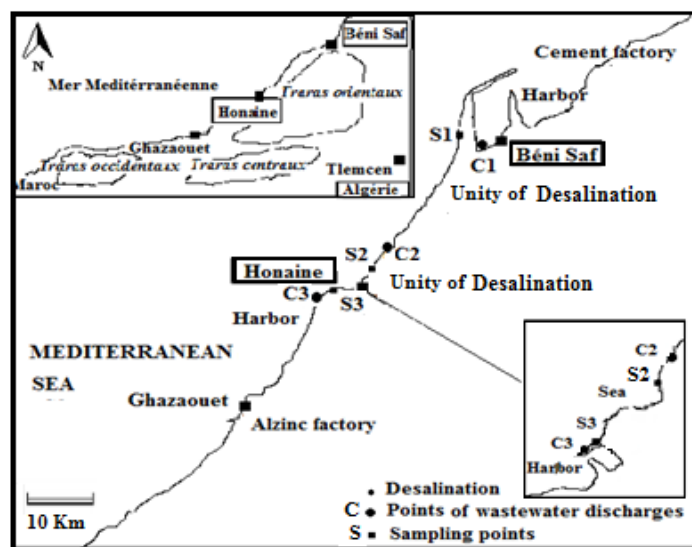 Béni Saf
N
Mer Meditérranéenne
Traras orientaux
Honaine
Ghazaouet
Traras occidentaux
Traras centraux
Maroc
Tlemcen
Algérie
Cement factory
Harbor
S1
C1
Béni Saf
Unity of Desalination
S2
C2
Honaine
Unity of Desalination
C3
S3
Harbor
MEDITERRANEAN
SEA
Ghazaouet
Alzinc factory
C2
S2
Sea
S3
C3
Harbor
10 Km
Desalination
C Points of wastewater discharges
S Sampling points